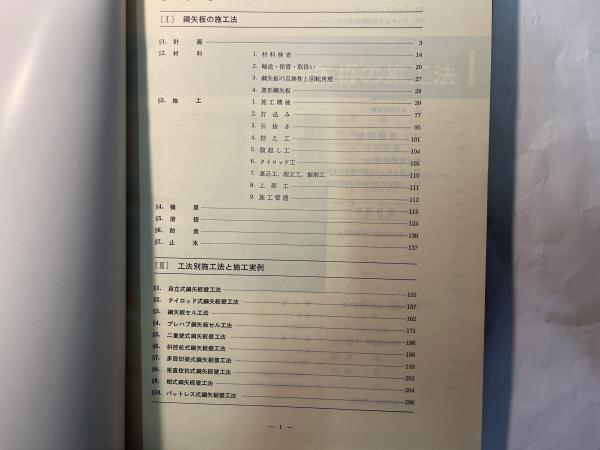 [Ⅰ] 鋼矢板の施工法
§1. 計画 3
§2. 材料 1. 材料検査 14
2. 輸送・保管・取扱い 20
3. 鋼矢板の互換性と回転角度 27
4. 異形鋼矢板 29
§3. 施工 1. 施工機械 39
2. 打込み 77
3. 引抜き 95
4. 控え工 101
5. 腹起し工 104
6. タイロッド工 105
7. 裏込工，埋立工，掘削工 110
8. 上部工 111
9. 施工管理 112
§4. 積算 115
§5. 溶接 124
§6. 防食 130
§7. 止水 137
[Ⅱ] 工法別施工法と施工実例
§1. 自立式鋼矢板壁工法 155
§2. タイロッド式鋼矢板壁工法 157
§3. 鋼矢板セル工法 162
§4. プレハブ鋼矢板セル工法 171
§5. 二重壁式鋼矢板壁工法 186
§6. 斜控杭式鋼矢板壁工法 188
§7. 多段切梁式鋼矢板壁工法 193
§8. 垂直控杭式鋼矢板壁工法 202
§9. 棚式鋼矢板壁工法 204
§10. バットレス式鋼矢板壁工法 206
— 1 —